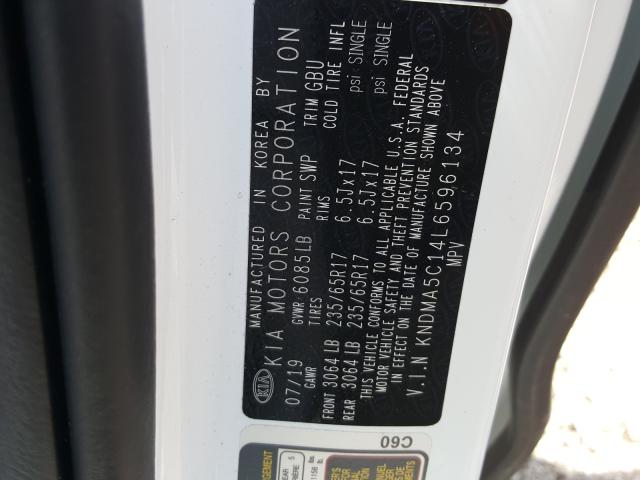 MANUFACTURED IN KOREA BY
KIA KIA MOTORS CORPORATION
07/19 GVWR 6085LB PAINT SWP TRIM GBU
GAWR TIRES RIMS COLD TIRE INFL
FRONT 3064 LB 235/65R17 6.5Jx17 psi SINGLE
REAR 3064 LB 235/65R17 6.5Jx17 psi SINGLE
THIS VEHICLE CONFORMS TO ALL APPLICABLE U.S.A. FEDERAL
MOTOR VEHICLE SAFETY AND THEFT PREVENTION STANDARDS
IN EFFECT ON DATE OF MANUFACTURE SHOWN ABOVE
V.I.N KNDMA5C14L6596134
MPV
C60